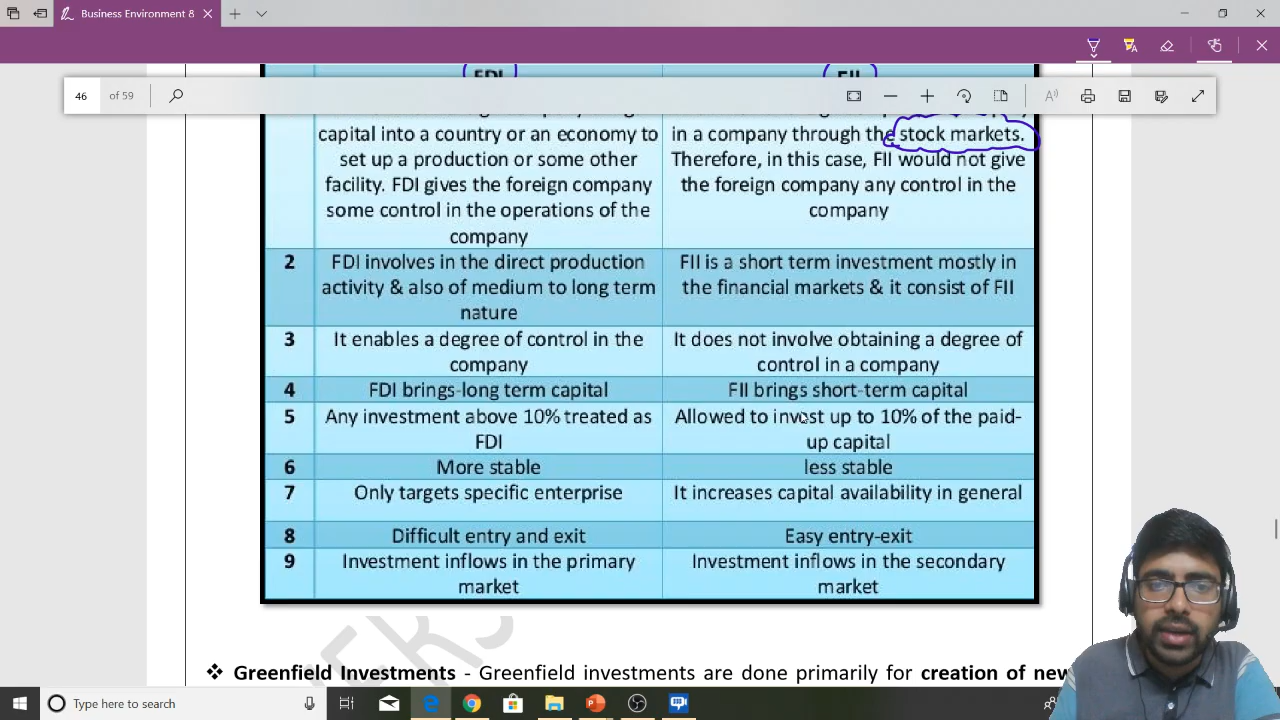 Business Environment 8
46 of 59
FDI FII
capital into a country or an economy to
set up a production or some other
facility. FDI gives the foreign company
some control in the operations of the
company
in a company through the stock markets.
Therefore, in this case, FII would not give
the foreign company any control in the
company
2
FDI involves in the direct production
activity & also of medium to long term
nature
FII is a short term investment mostly in
the financial markets & it consist of FII
3
It enables a degree of control in the
company
It does not involve obtaining a degree of
control in a company
4
FDI brings-long term capital
FII brings short-term capital
5
Any investment above 10% treated as
FDI
Allowed to invest up to 10% of the paid-
up capital
6
More stable
less stable
7
Only targets specific enterprise
It increases capital availability in general
8
Difficult entry and exit
Easy entry-exit
9
Investment inflows in the primary
market
Investment inflows in the secondary
market
❖ Greenfield Investments - Greenfield investments are done primarily for creation of new
Type here to search